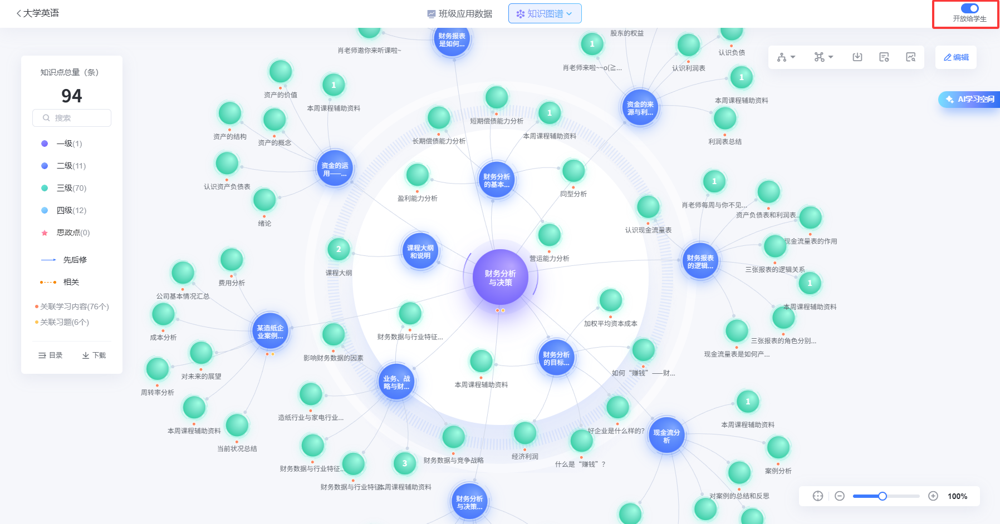 大学英语
班级应用数据
知识图谱
开放给学生
编辑
AI学习空间
知识点总量（条）
94
搜索
一级(1)
二级(11)
三级(70)
四级(12)
思政点(0)
先后修
相关
关联学习内容(76个)
关联习题(6个)
目录
下载
肖老师邀你来听课啦~
财务报表
是如何...
股东的权益
1
肖老师来啦~~o(≧...
认识利润表
认识负债
1
本周课程辅助资料
资金的来
源与利...
利润表总结
资产的价值
1
本周课程辅助资料
资产的结构
资产的概念
认识资产负债表
资金的运
用——...
绪论
短期偿债能力分析
长期偿债能力分析
1
本周课程辅助资料
盈利能力分析
财务分析
的基本...
同型分析
营运能力分析
课程大纲
和说明
2
课程大纲
财务分析
与决策
认识现金流量表
1
肖老师每周与你不见...
资产负债表和利润表...
现金流量表的作用
财务报表
的逻辑...
三张报表的逻辑关系
1
本周课程辅助资料
三张报表的角色分别...
现金流量表是如何产...
费用分析
公司基本情况汇总
成本分析
某造纸企
业案例...
对未来的展望
周转率分析
本周课程辅助资料
当前状况总结
财务数据与行业特征...
影响财务数据的因素
业务、战
略与财...
造纸行业与家电行业...
财务数据与行业特征...
财务数据与行业特征
3
本周课程辅助资料
财务数据与竞争战略
加权平均资本成本
财务分析
的目标...
如何“赚钱”——财...
本周课程辅助资料
好企业是什么样的？
经济利润
什么是“赚钱”？
现金流分
析
1
本周课程辅助资料
案例分析
对案例的总结和反思
财务分析
与决策...
100%